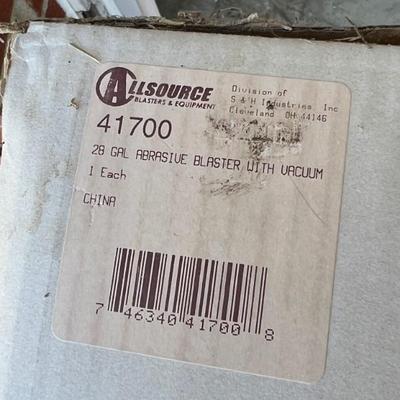 ALLSOURCE
BLASTERS & EQUIPMENT
Division of
S & H Industries Inc
Cleveland OH 44146
41700
28 GAL ABRASIVE BLASTER WITH VACUUM
1 Each
CHINA
7 46340 41700 8